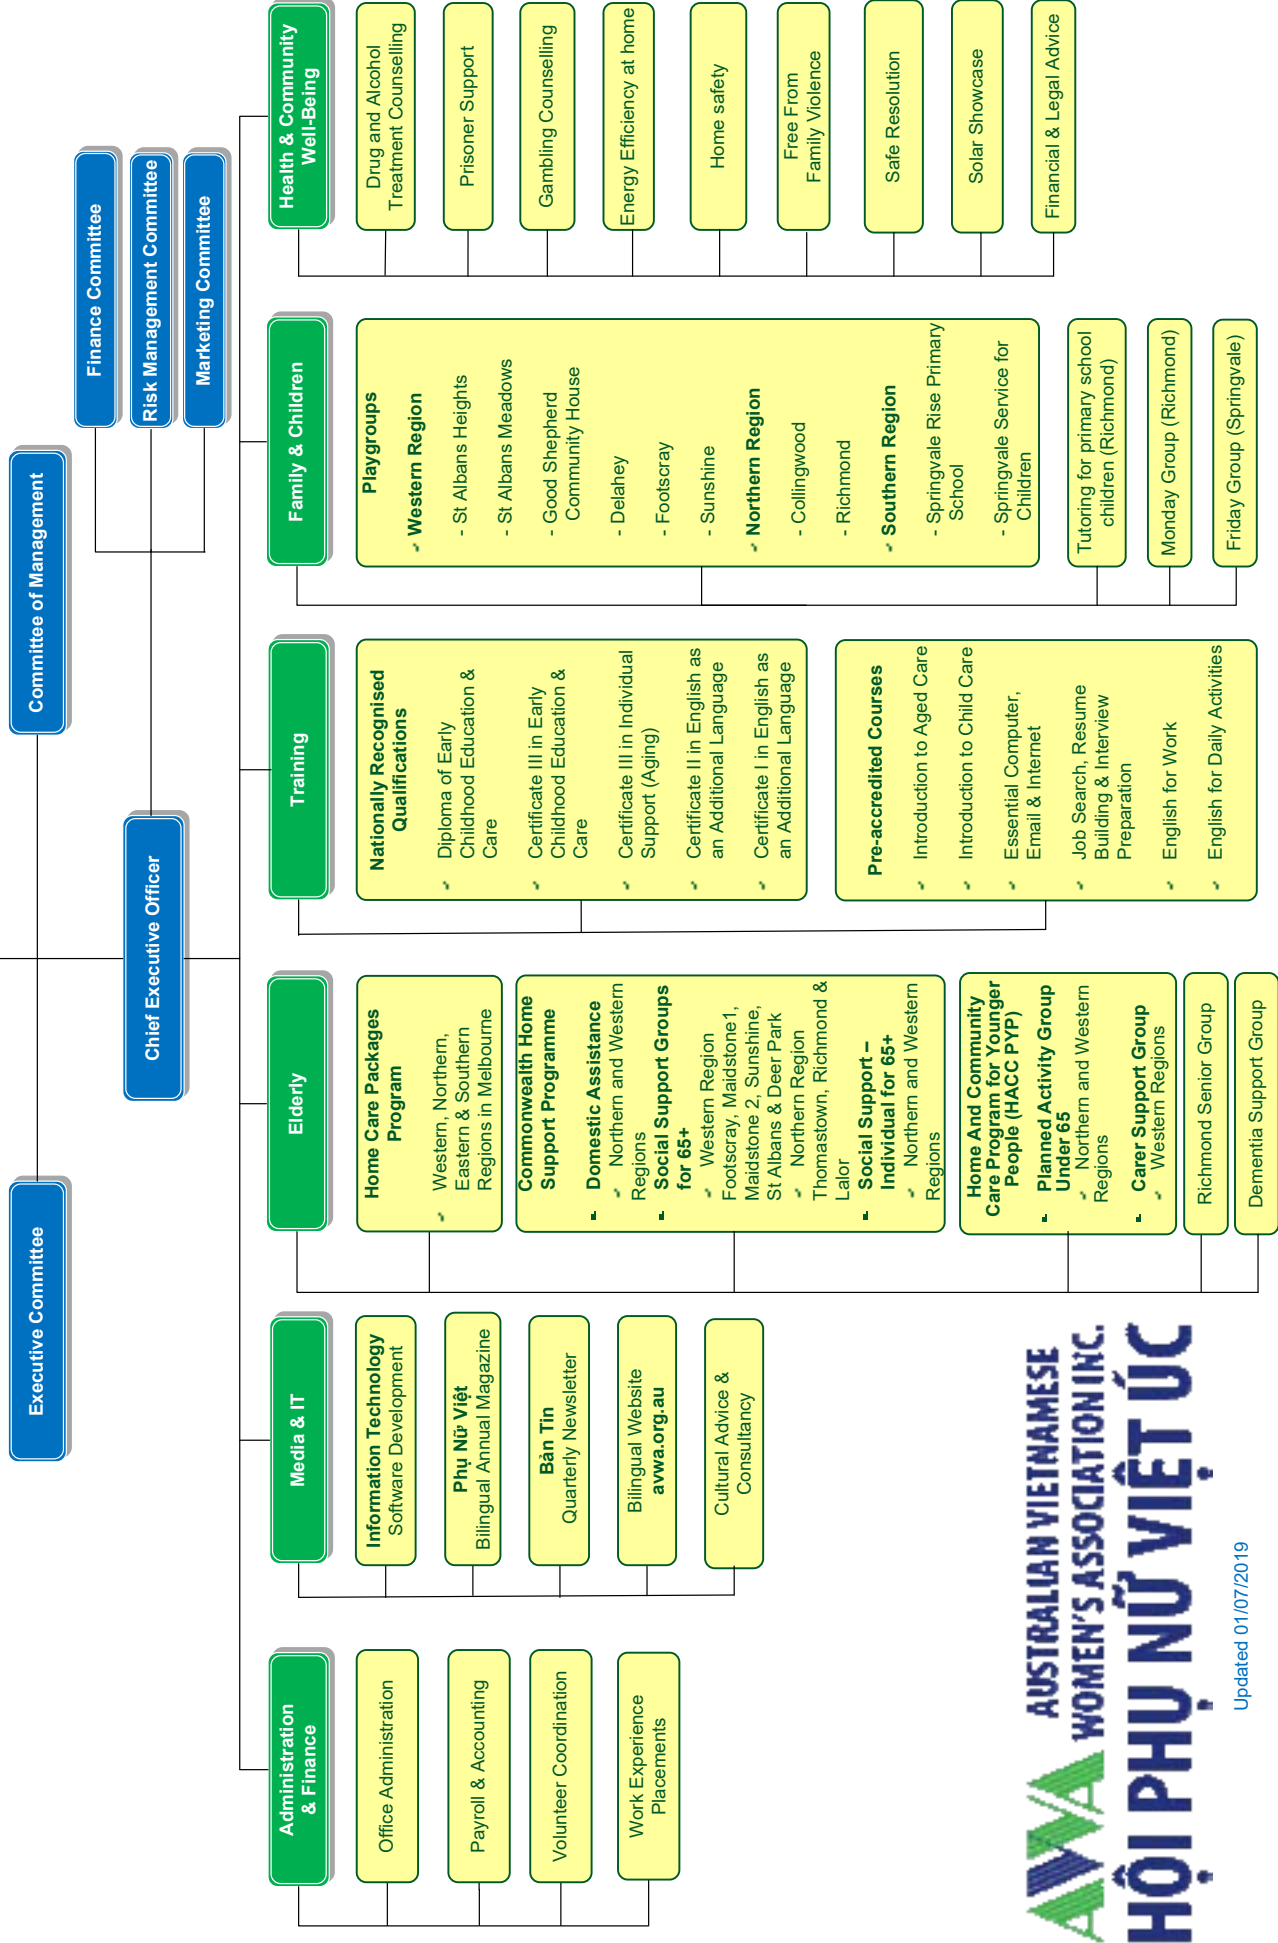 Executive Committee
Committee of Management
Chief Executive Officer
Finance Committee
Risk Management Committee
Marketing Committee
Administration
& Finance
Office Administration
Payroll & Accounting
Volunteer Coordination
Work Experience
Placements
Media & IT
Information Technology
Software Development
Phụ Nữ Việt
Bilingual Annual Magazine
Bản Tin
Quarterly Newsletter
Bilingual Website
avwa.org.au
Cultural Advice &
Consultancy
Elderly
Home Care Packages
Program
Western, Northern,
Eastern & Southern
Regions in Melbourne
Commonwealth Home
Support Programme
Domestic Assistance
Northern and Western
Regions
Social Support Groups
for 65+
Western Region
Footscray, Maidstone1,
Maidstone 2, Sunshine,
St Albans & Deer Park
Northern Region
Thomastown, Richmond &
Lalor
Social Support –
Individual for 65+
Northern and Western
Regions
Home And Community
Care Program for Younger
People (HACC PYP)
Planned Activity Group
Under 65
Northern and Western
Regions
Carer Support Group
Western Regions
Richmond Senior Group
Dementia Support Group
Training
Nationally Recognised
Qualifications
Diploma of Early
Childhood Education &
Care
Certificate III in Early
Childhood Education &
Care
Certificate III in Individual
Support (Aging)
Certificate II in English as
an Additional Language
Certificate I in English as
an Additional Language
Pre-accredited Courses
Introduction to Aged Care
Introduction to Child Care
Essential Computer,
Email & Internet
Job Search, Resume
Building & Interview
Preparation
English for Work
English for Daily Activities
Family & Children
Playgroups
Western Region
- St Albans Heights
- St Albans Meadows
- Good Shepherd
Community House
- Delahey
- Footscray
- Sunshine
Northern Region
- Collingwood
- Richmond
Southern Region
- Springvale Rise Primary
School
- Springvale Service for
Children
Tutoring for primary school
children (Richmond)
Monday Group (Richmond)
Friday Group (Springvale)
Health & Community
Well-Being
Drug and Alcohol
Treatment Counselling
Prisoner Support
Gambling Counselling
Energy Efficiency at home
Home safety
Free From
Family Violence
Safe Resolution
Solar Showcase
Financial & Legal Advice
AVWA
AUSTRALIAN VIETNAMESE
WOMEN'S ASSOCIATION INC.
HỘI PHỤ NỮ VIỆT ÚC
Updated 01/07/2019